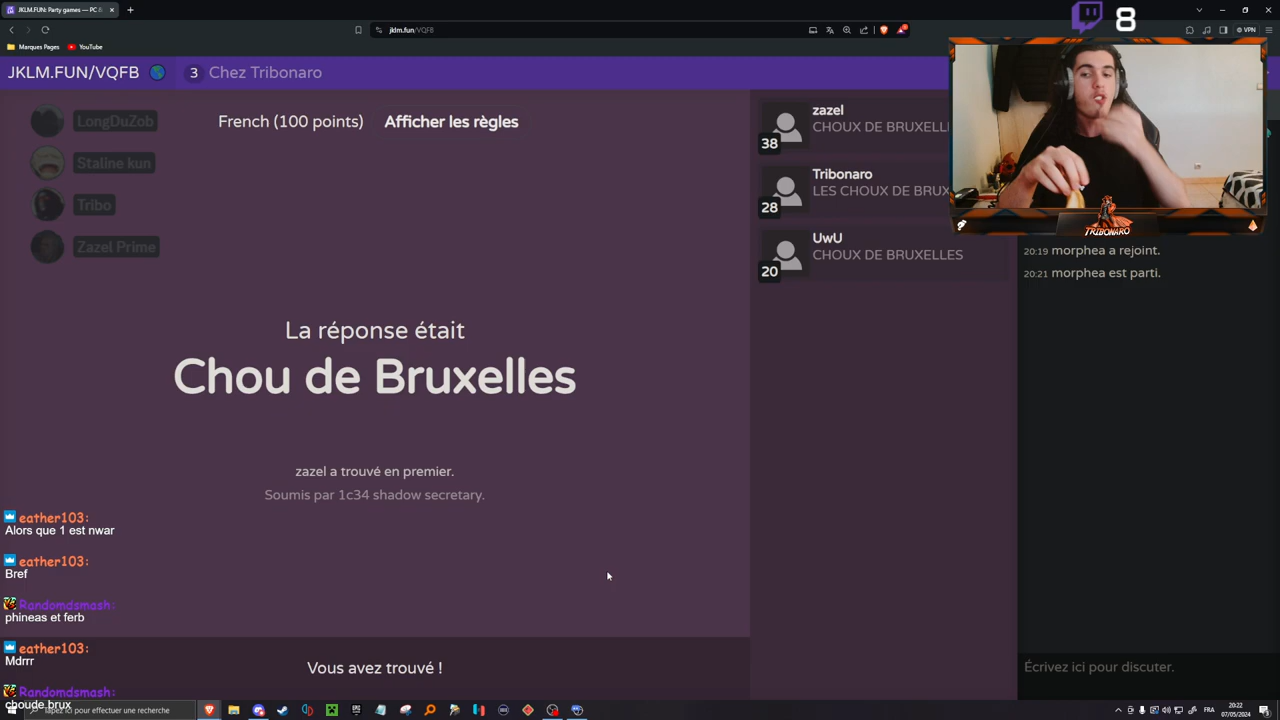 JKLM.FUN: Party games — PC &
8
jklm.fun/VQFB
VPN
Marques Pages
YouTube
JKLM.FUN/VQFB
3
Chez Tribonaro
LongDuZob
Staline kun
Tribo
Zazel Prime
French (100 points)
Afficher les règles
La réponse était
Chou de Bruxelles
zazel a trouvé en premier.
Soumis par 1c34 shadow secretary.
Vous avez trouvé !
zazel
CHOUX DE BRUXELL
38
Tribonaro
LES CHOUX DE BRUX
28
UwU
CHOUX DE BRUXELLES
20
TRIBONARO
20:19 morphea a rejoint.
20:21 morphea est parti.
Écrivez ici pour discuter.
eather103:
Alors que 1 est nwar
eather103:
Bref
Randomdsmash:
phineas et ferb
eather103:
Mdrrr
Randomdsmash:
choude brux
Tapez ici pour effectuer une recherche
FRA
20:22
07/05/2024